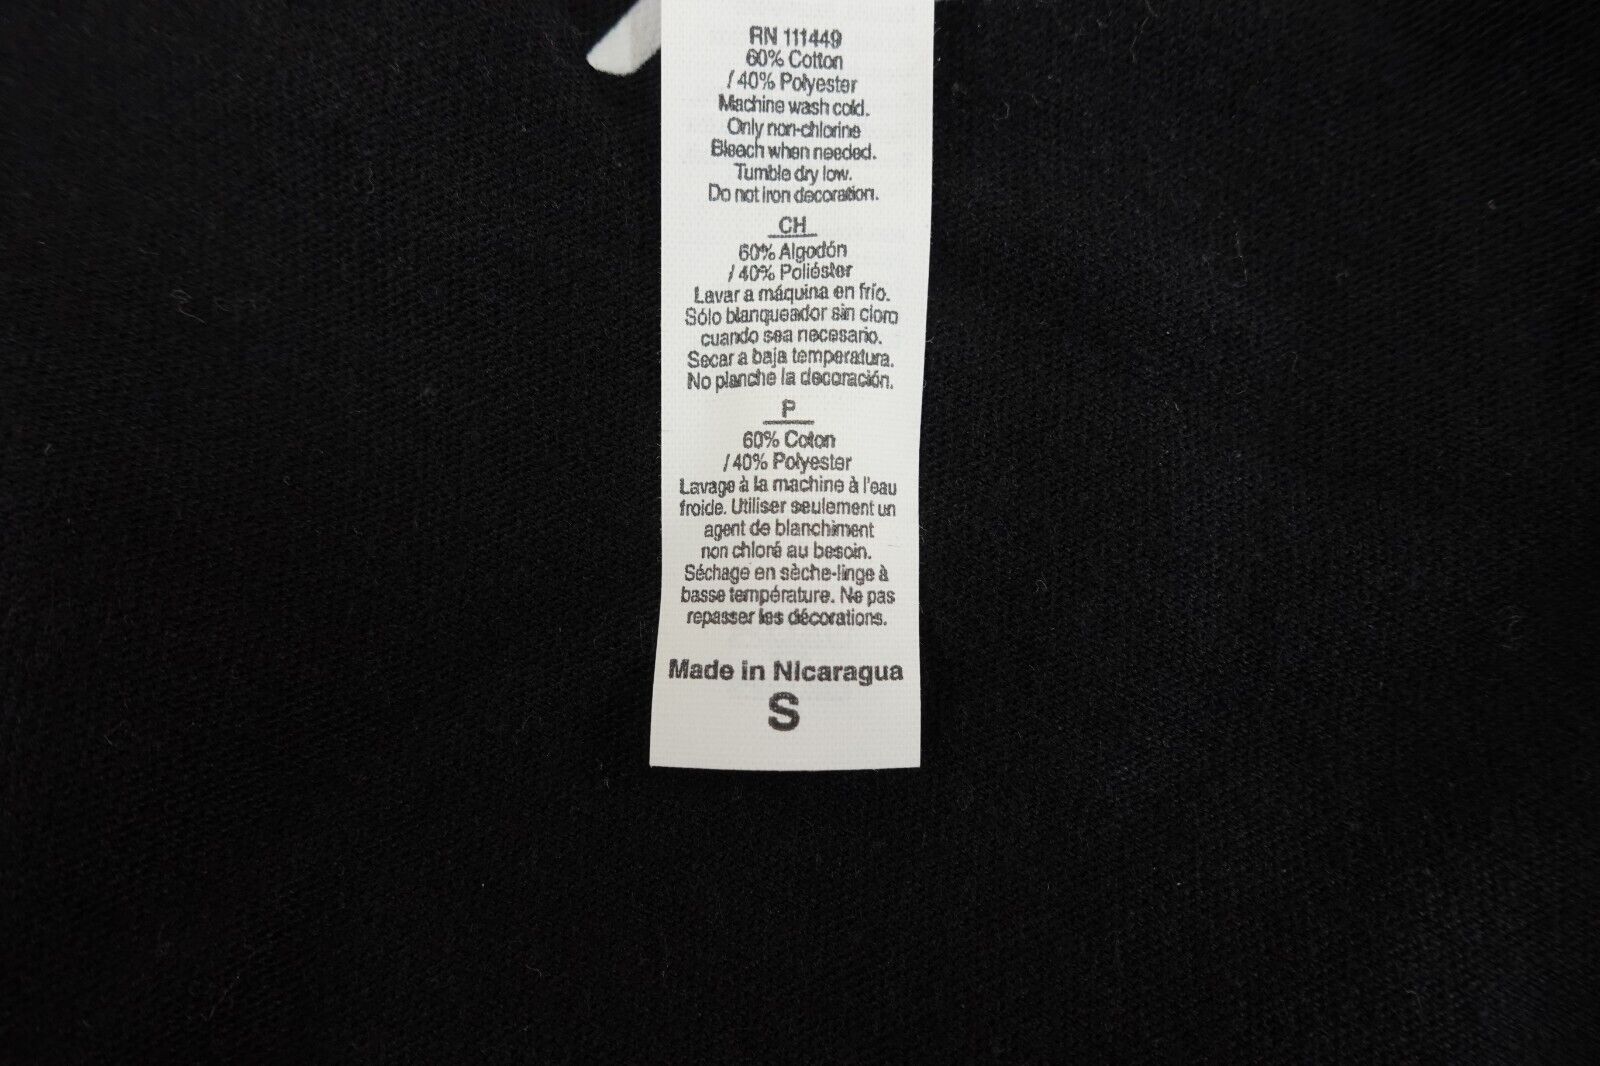 RN 111449
60% Cotton
/ 40% Polyester
Machine wash cold.
Only non-chlorine
Bleach when needed.
Tumble dry low.
Do not iron decoration.
CH
60% Algodón
/ 40% Poliéster
Lavar a máquina en frío.
Sólo blanqueador sin cloro
cuando sea necesario.
Secar a baja temperatura.
No planche la decoración.
P
60% Coton
/ 40% Polyester
Lavage à la machine à l'eau
froide. Utiliser seulement un
agent de blanchiment
non chloré au besoin.
Séchage en sèche-linge à
basse température. Ne pas
repasser les décorations.
Made in Nicaragua
S